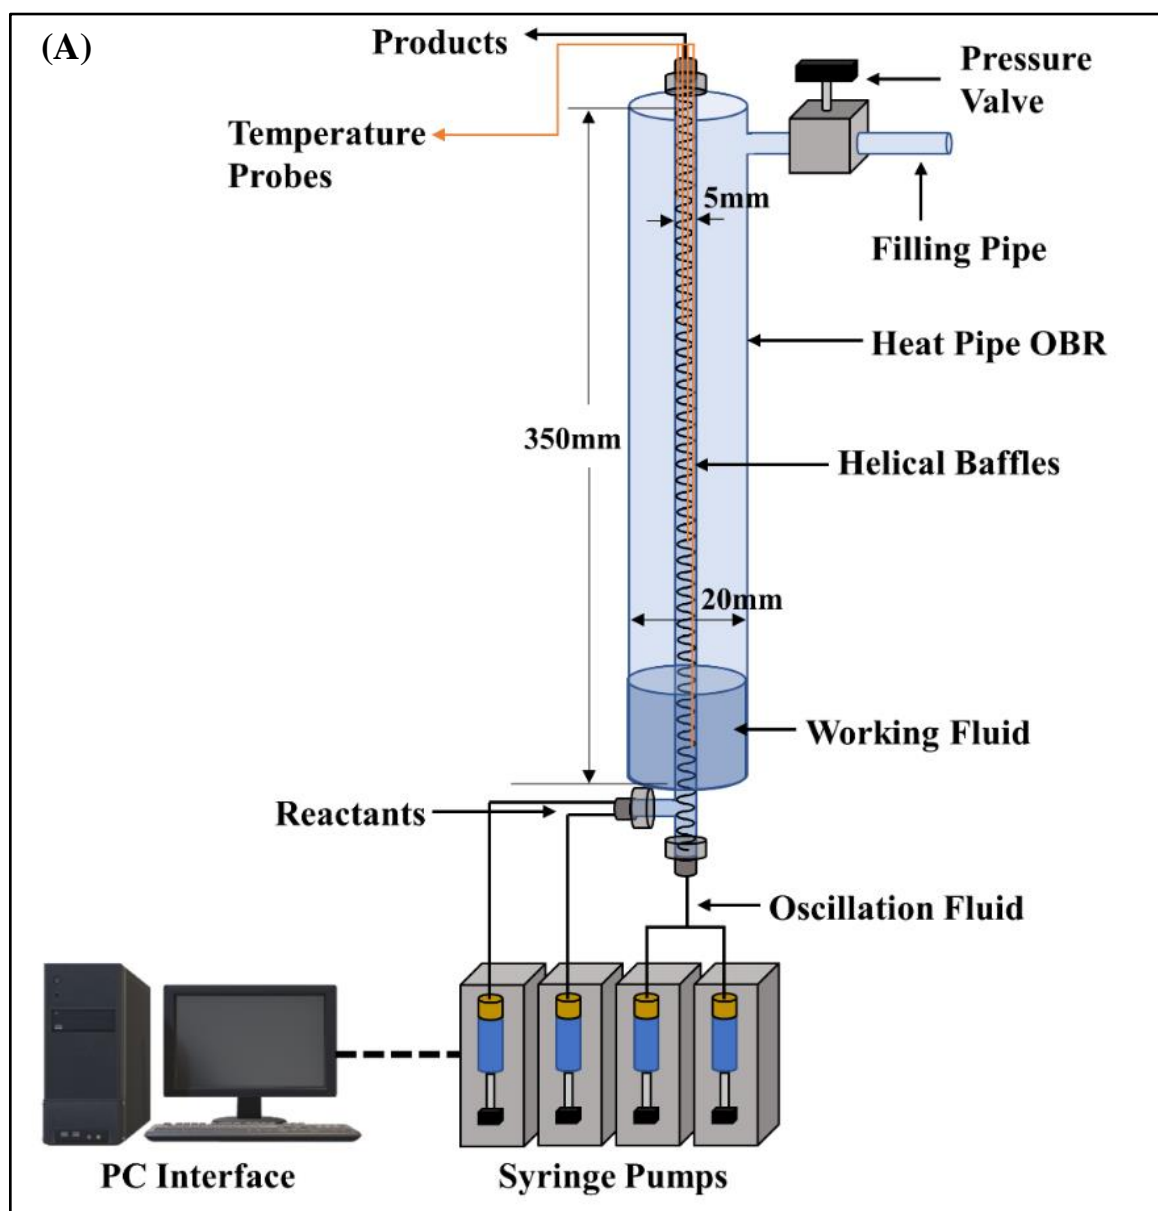 (A)
Products
Pressure
Valve
Temperature
Probes
5mm
Filling Pipe
Heat Pipe OBR
350mm
Helical Baffles
20mm
Working Fluid
Reactants
Oscillation Fluid
PC Interface
Syringe Pumps